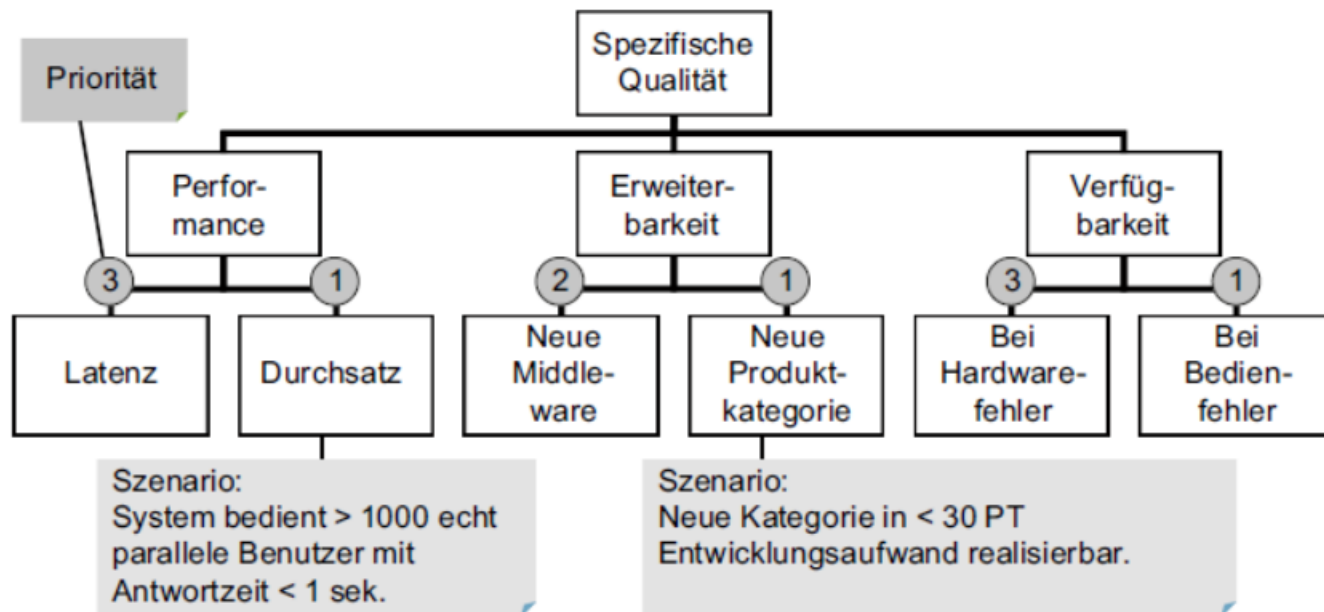 Spezifische
Qualität
Priorität
Perfor-
mance
Erweiter-
barkeit
Verfüg-
barkeit
3
1
2
1
3
1
Latenz
Durchsatz
Neue
Middle-
ware
Neue
Produkt-
kategorie
Bei
Hardware-
fehler
Bei
Bedien-
fehler
Szenario:
System bedient > 1000 echt
parallele Benutzer mit
Antwortzeit < 1 sek.
Szenario:
Neue Kategorie in < 30 PT
Entwicklungsaufwand realisierbar.